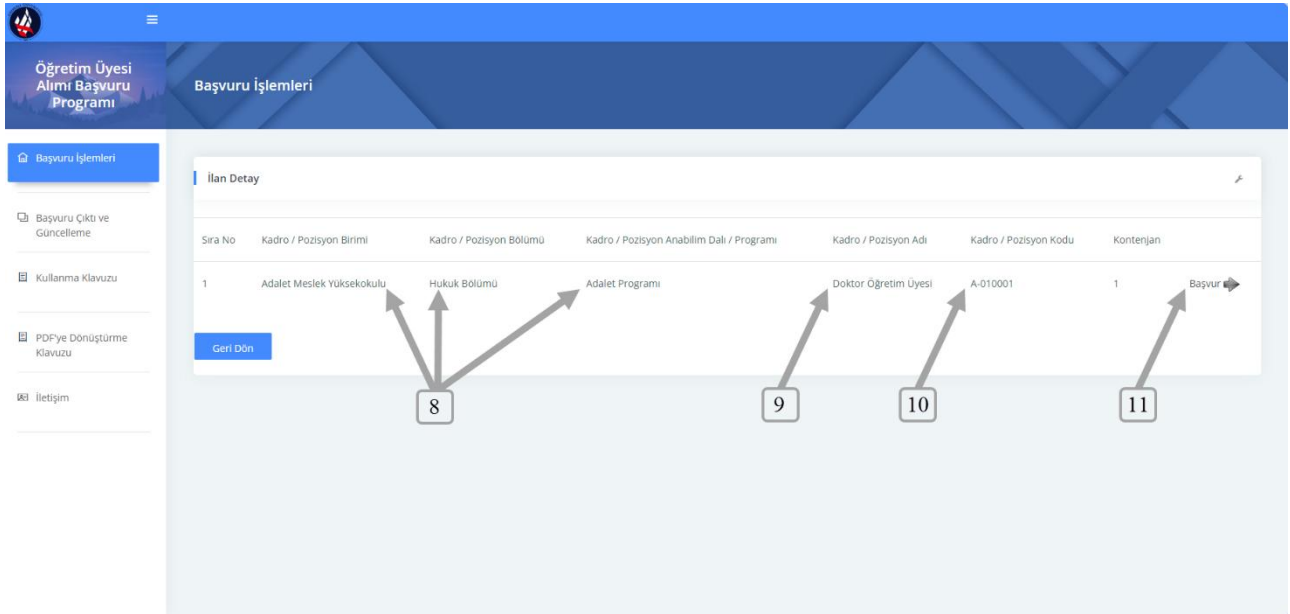 Öğretim Üyesi
Alımı Başvuru
Programı
Başvuru İşlemleri
Başvuru İşlemleri
Başvuru Çıktı ve
Güncelleme
Kullanma Klavuzu
PDF'ye Dönüştürme
Klavuzu
İletişim
İlan Detay
Sıra No Kadro / Pozisyon Birimi Kadro / Pozisyon Bölümü Kadro / Pozisyon Anabilim Dalı / Programı Kadro / Pozisyon Adı Kadro / Pozisyon Kodu Kontenjan
1 Adalet Meslek Yüksekokulu Hukuk Bölümü Adalet Programı Doktor Öğretim Üyesi A-010001 1 Başvur
Geri Dön
8 9 10 11